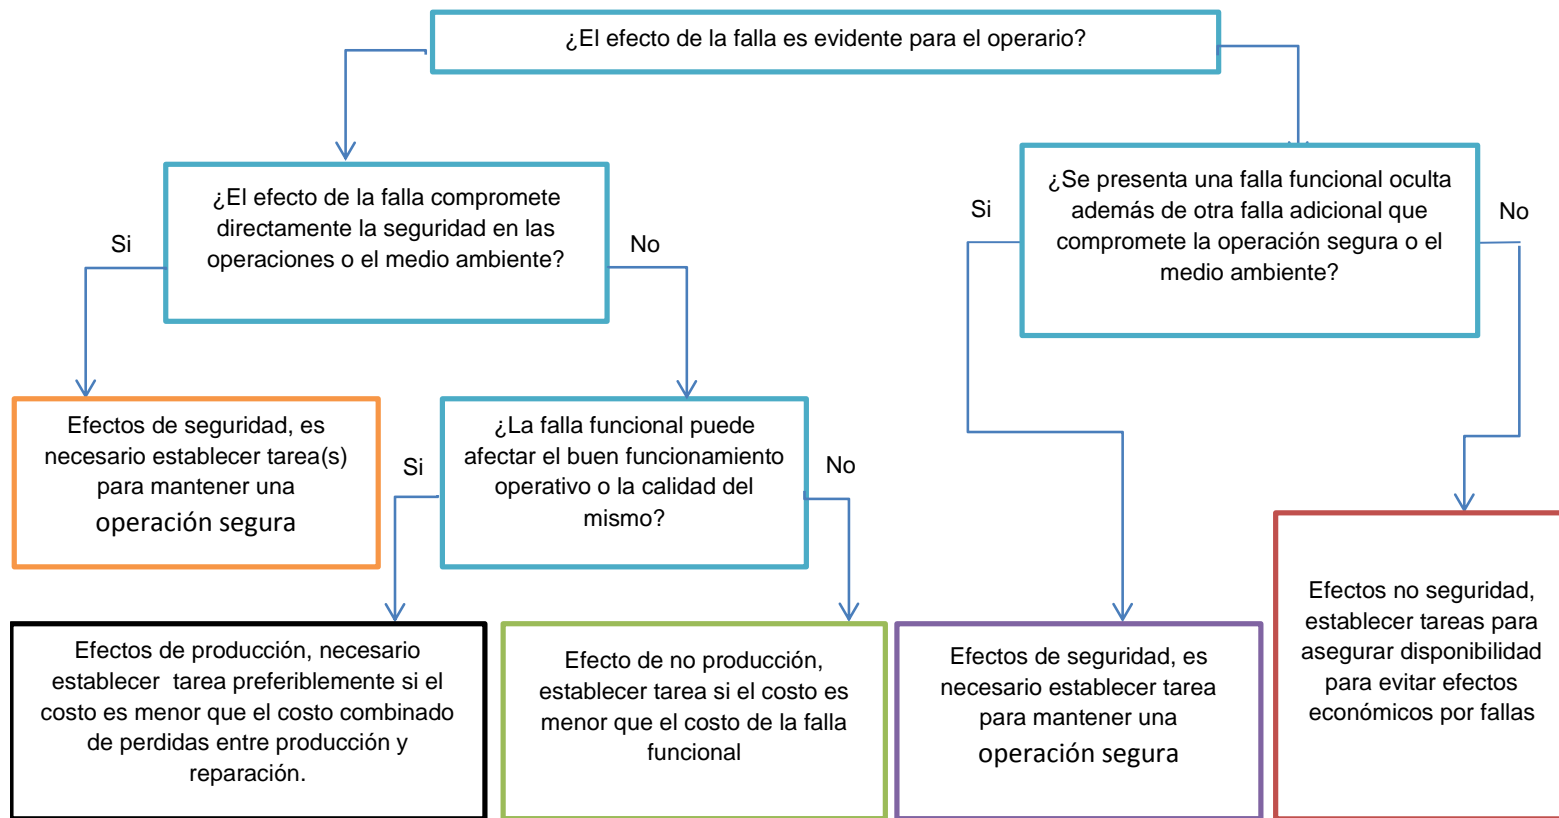 ¿El efecto de la falla es evidente para el operario?
¿El efecto de la falla compromete
directamente la seguridad en las
operaciones o el medio ambiente?
Si
No
¿Se presenta una falla funcional oculta
además de otra falla adicional que
compromete la operación segura o el
medio ambiente?
Si
No
Efectos de seguridad, es
necesario establecer tarea(s)
para mantener una
operación segura
¿La falla funcional puede
afectar el buen funcionamiento
operativo o la calidad del
mismo?
Si
No
Efectos de producción, necesario
establecer  tarea preferiblemente si el
costo es menor que el costo combinado
de perdidas entre producción y
reparación.
Efecto de no producción,
establecer tarea si el costo es
menor que el costo de la falla
funcional
Efectos de seguridad, es
necesario establecer tarea
para mantener una
operación segura
Efectos no seguridad,
establecer tareas para
asegurar disponibilidad
para evitar efectos
económicos por fallas